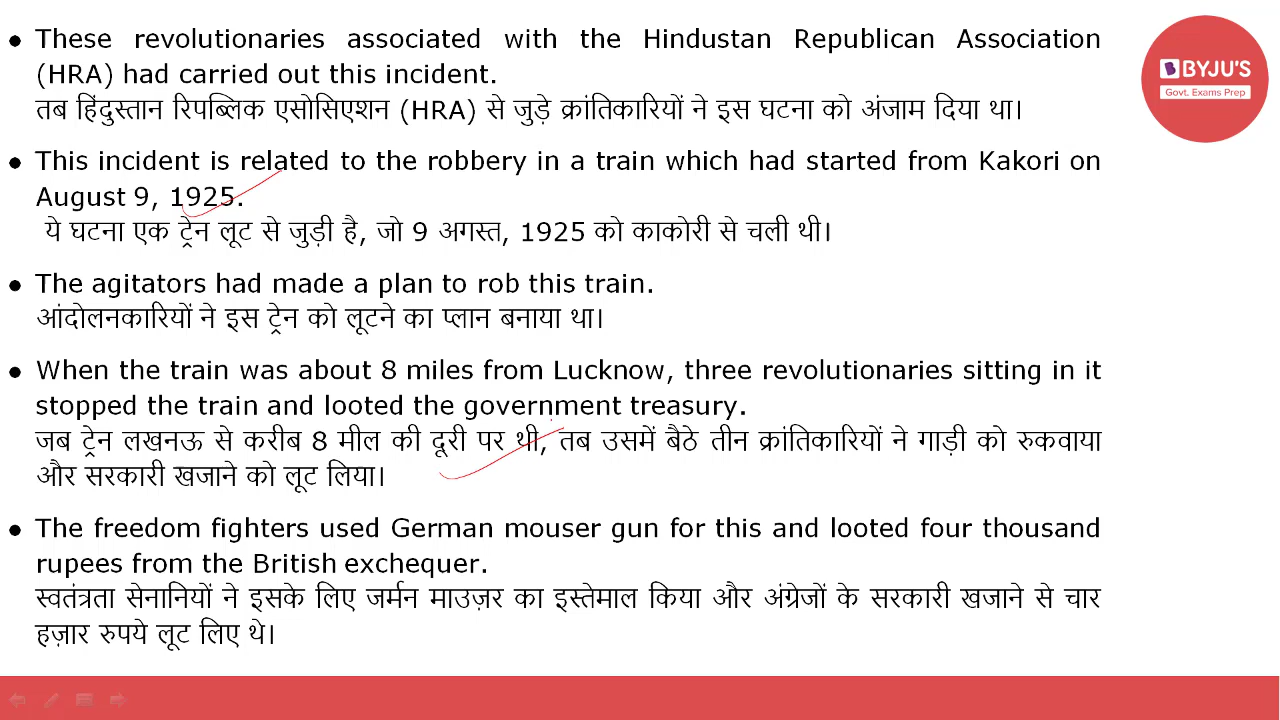 • These revolutionaries associated with the Hindustan Republican Association
(HRA) had carried out this incident.
तब हिंदुस्तान रिपब्लिक एसोसिएशन (HRA) से जुड़े क्रांतिकारियों ने इस घटना को अंजाम दिया था।
• This incident is related to the robbery in a train which had started from Kakori on
August 9, 1925.
ये घटना एक ट्रेन लूट से जुड़ी है, जो 9 अगस्त, 1925 को काकोरी से चली थी।
• The agitators had made a plan to rob this train.
आंदोलनकारियों ने इस ट्रेन को लूटने का प्लान बनाया था।
• When the train was about 8 miles from Lucknow, three revolutionaries sitting in it
stopped the train and looted the government treasury.
जब ट्रेन लखनऊ से करीब 8 मील की दूरी पर थी, तब उसमें बैठे तीन क्रांतिकारियों ने गाड़ी को रुकवाया
और सरकारी खजाने को लूट लिया।
• The freedom fighters used German mouser gun for this and looted four thousand
rupees from the British exchequer.
स्वतंत्रता सेनानियों ने इसके लिए जर्मन माउज़र का इस्तेमाल किया और अंग्रेजों के सरकारी खजाने से चार
हज़ार रुपये लूट लिए थे।
BYJU'S
Govt. Exams Prep